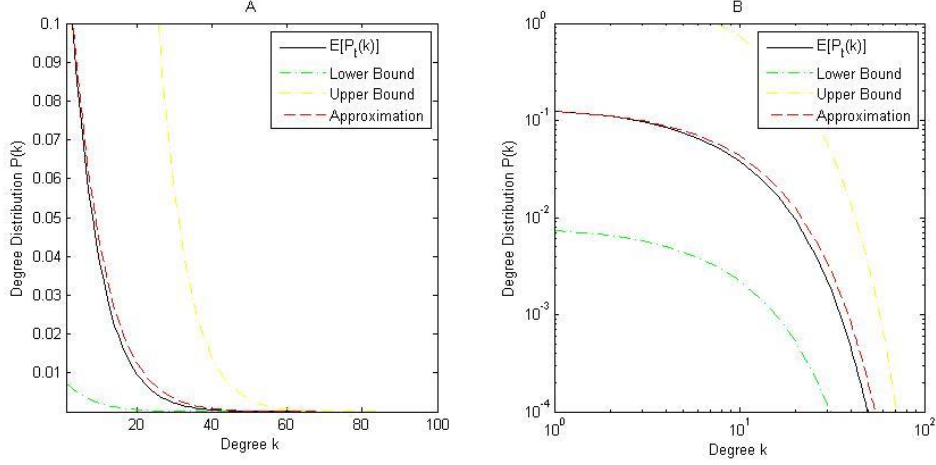 A
Degree Distribution P(k)
0.1
0.09
0.08
0.07
0.06
0.05
0.04
0.03
0.02
0.01
20
40
60
80
100
Degree k
E[P_t(k)]
Lower Bound
Upper Bound
Approximation
B
Degree Distribution P(k)
10^0
10^-1
10^-2
10^-3
10^-4
10^0
10^1
10^2
Degree k
E[P_t(k)]
Lower Bound
Upper Bound
Approximation